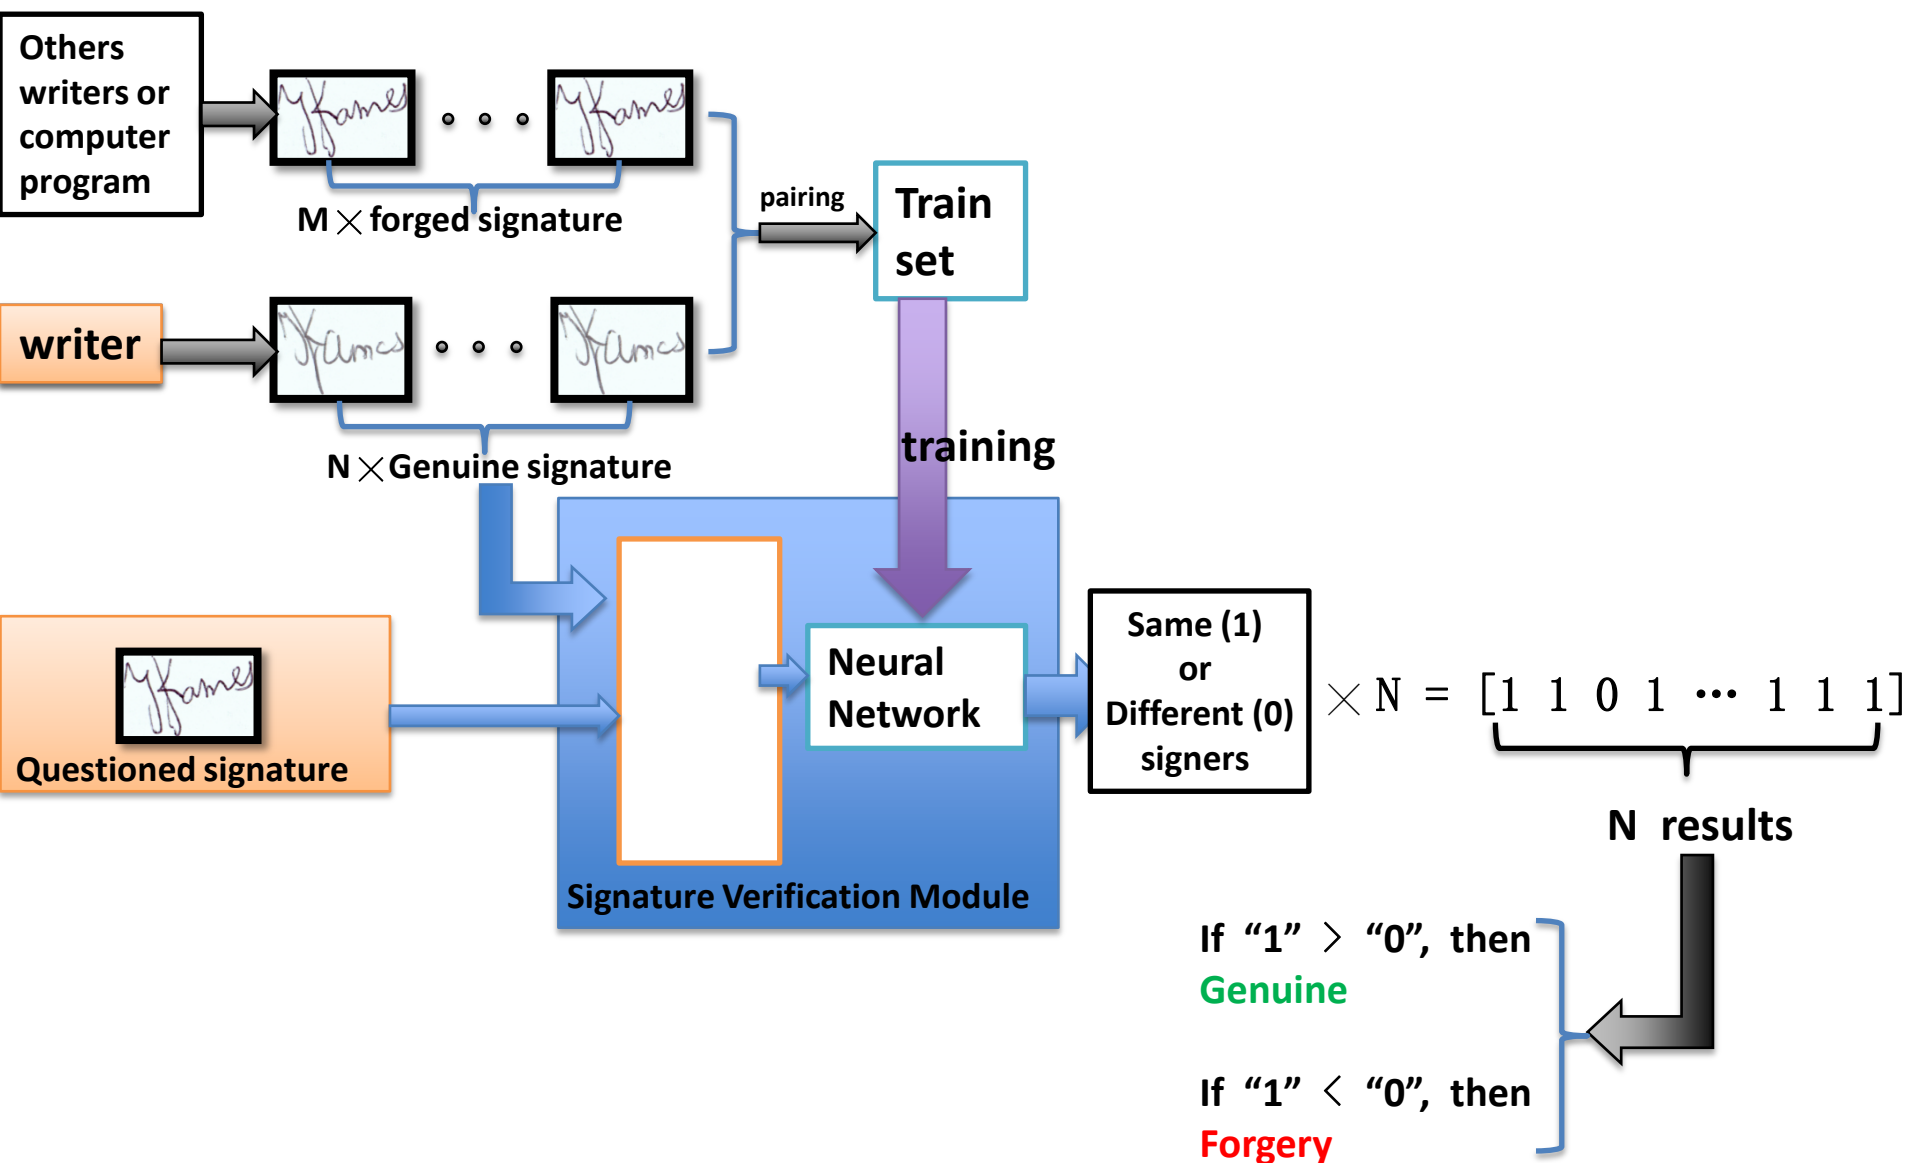 Others
writers or
computer
program
M × forged signature
pairing
Train
set
writer
N × Genuine signature
training
Questioned signature
Neural
Network
Signature Verification Module
Same (1)
or
Different (0)
signers
× N = [1 1 0 1 ··· 1 1 1]
N results
If “1” > “0”, then
Genuine
If “1” < “0”, then
Forgery